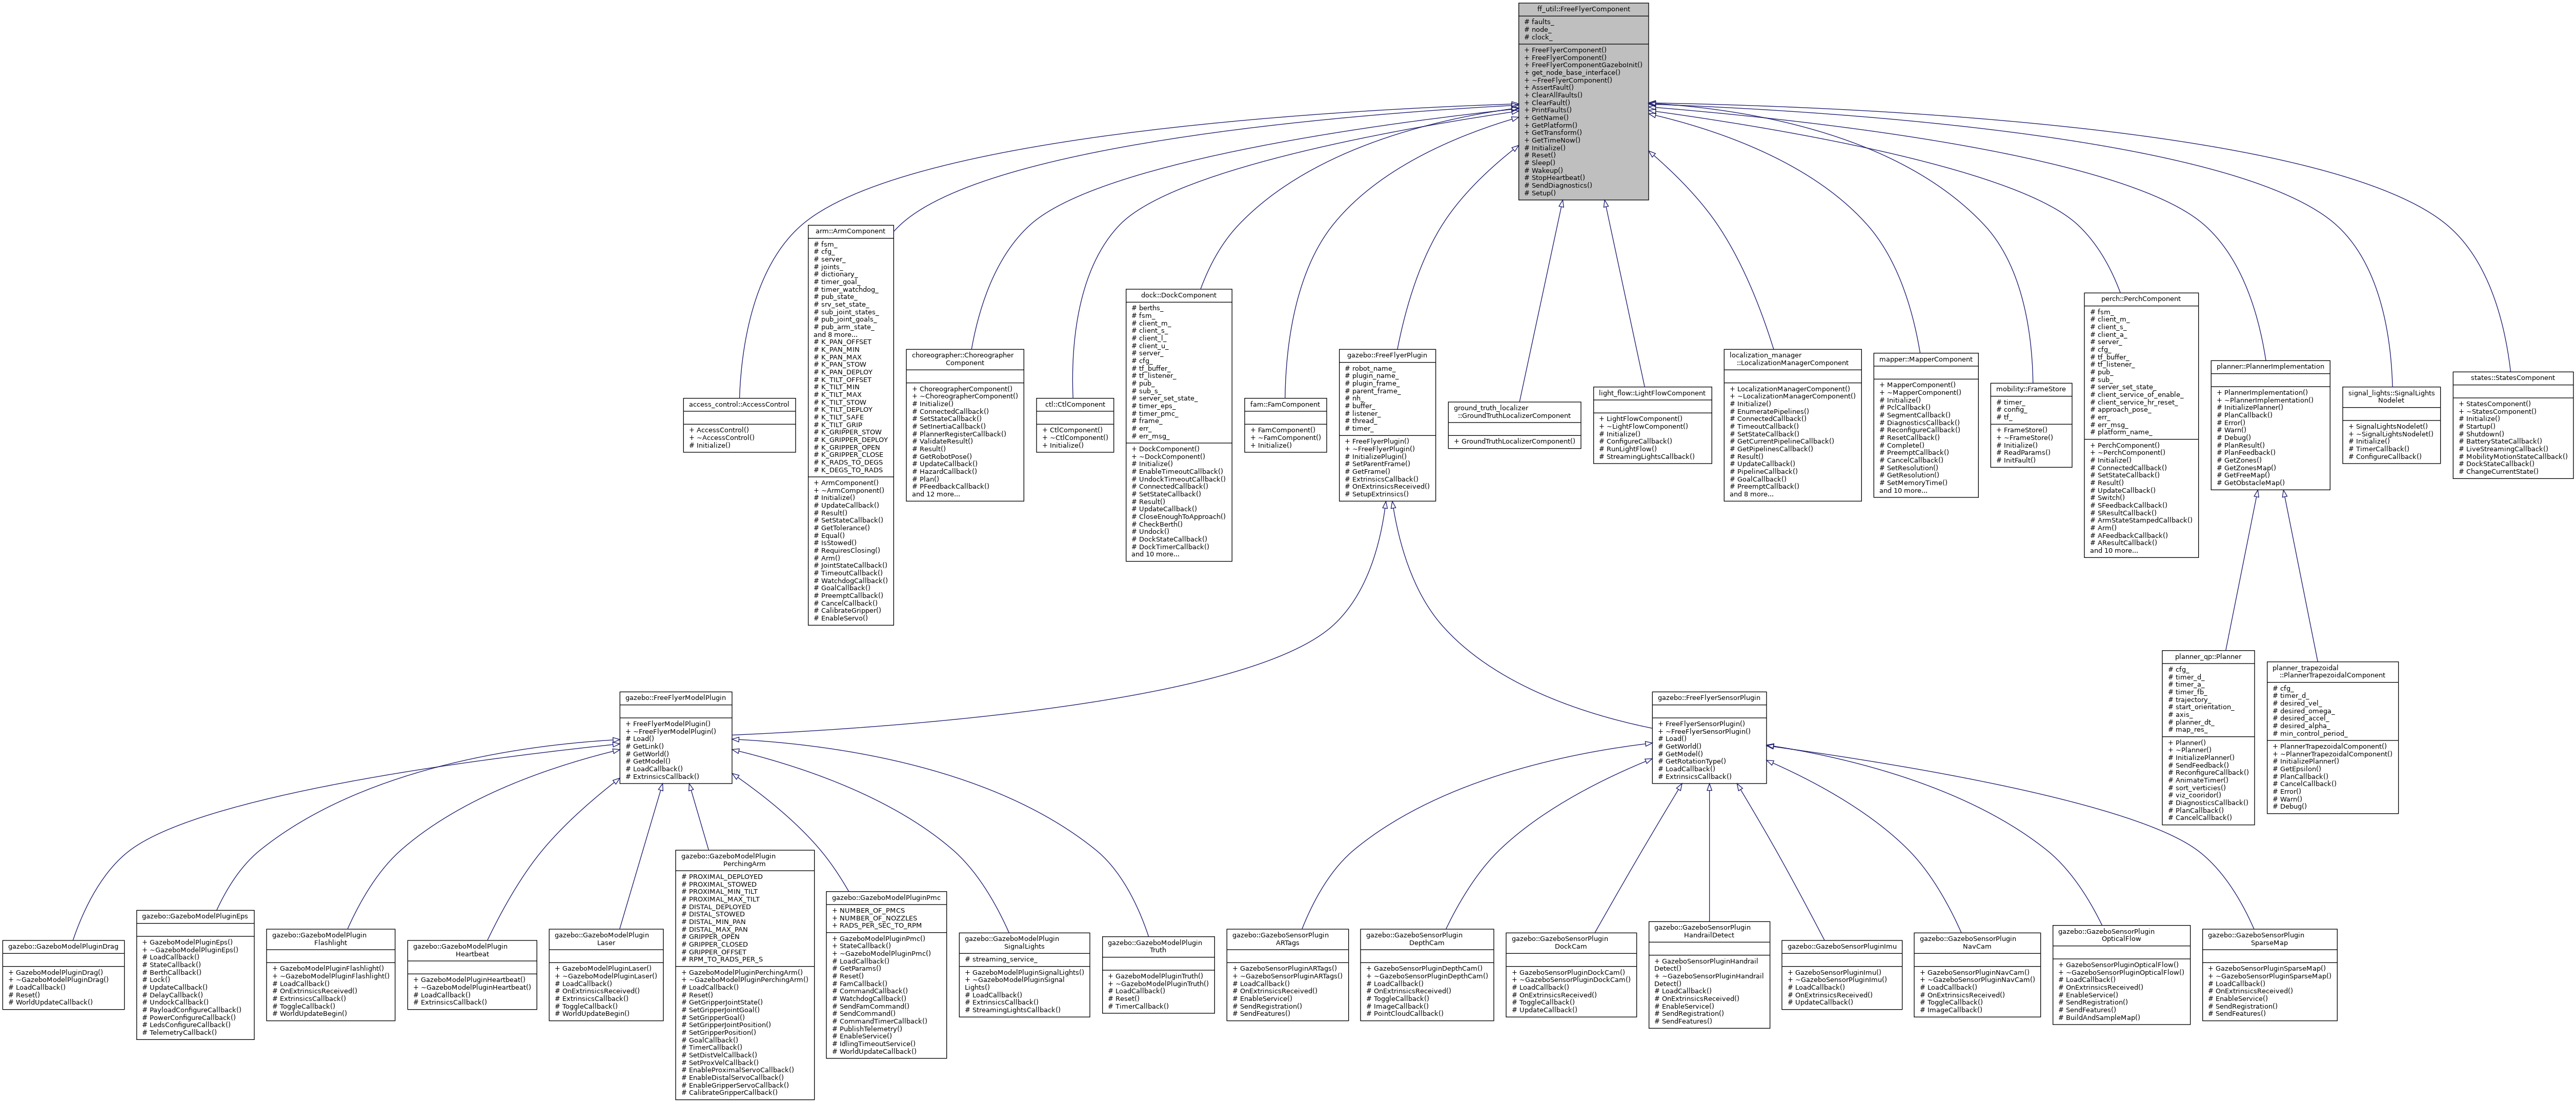 ff_util::FreeFlyerComponent
# faults_
# node_
# clock_
+ FreeFlyerComponent()
+ FreeFlyerComponent()
+ FreeFlyerComponentGazeboInit()
+ get_node_base_interface()
+ ~FreeFlyerComponent()
+ AssertFault()
+ ClearAllFaults()
+ ClearFault()
+ PrintFaults()
+ GetName()
+ GetPlatform()
+ GetTransform()
+ GetTimeNow()
# Initialize()
# Reset()
# Sleep()
# Wakeup()
# StopHeartbeat()
# SendDiagnostics()
# Setup()
access_control::AccessControl
+ AccessControl()
+ ~AccessControl()
# Initialize()
arm::ArmComponent
# fsm_
# cfg_
# server_
# joints_
# dictionary_
# timer_goal_
# timer_watchdog_
# pub_state_
# srv_set_state_
# sub_joint_states_
# pub_joint_goals_
# pub_arm_state_
and 8 more...
# K_PAN_OFFSET
# K_PAN_MIN
# K_PAN_MAX
# K_PAN_STOW
# K_PAN_DEPLOY
# K_TILT_OFFSET
# K_TILT_MIN
# K_TILT_MAX
# K_TILT_STOW
# K_TILT_DEPLOY
# K_TILT_SAFE
# K_TILT_GRIP
# K_GRIPPER_STOW
# K_GRIPPER_DEPLOY
# K_GRIPPER_OPEN
# K_GRIPPER_CLOSE
# K_RADS_TO_DEGS
# K_DEGS_TO_RADS
+ ArmComponent()
+ ~ArmComponent()
# Initialize()
# UpdateCallback()
# Result()
# SetStateCallback()
# GetTolerance()
# Equal()
# IsStowed()
# RequiresClosing()
# Arm()
# JointStateCallback()
# TimeoutCallback()
# WatchdogCallback()
# GoalCallback()
# PreemptCallback()
# CancelCallback()
# CalibrateGripper()
# EnableServo()
choreographer::Choreographer
Component
+ ChoreographerComponent()
+ ~ChoreographerComponent()
# Initialize()
# ConnectedCallback()
# SetStateCallback()
# SetInertiaCallback()
# PlannerRegisterCallback()
# ValidateResult()
# Result()
# GetRobotPose()
# UpdateCallback()
# HazardCallback()
# Plan()
# PFeedbackCallback()
and 12 more...
ctl::CtlComponent
+ CtlComponent()
+ ~CtlComponent()
# Initialize()
dock::DockComponent
# berths_
# fsm_
# client_m_
# client_s_
# client_l_
# client_u_
# server_
# cfg_
# tf_buffer_
# tf_listener_
# pub_
# sub_s_
# server_set_state_
# timer_eps_
# timer_pmc_
# frame_
# err_
# err_msg_
+ DockComponent()
+ ~DockComponent()
# Initialize()
# EnableTimeoutCallback()
# UndockTimeoutCallback()
# ConnectedCallback()
# SetStateCallback()
# Result()
# UpdateCallback()
# CloseEnoughToApproach()
# CheckBerth()
# Undock()
# DockStateCallback()
# DockTimerCallback()
and 10 more...
fam::FamComponent
+ FamComponent()
+ ~FamComponent()
# Initialize()
gazebo::FreeFlyerPlugin
# robot_name_
# plugin_name_
# plugin_frame_
# parent_frame_
# nh_
# buffer_
# listener_
# thread_
# timer_
+ FreeFlyerPlugin()
+ ~FreeFlyerPlugin()
# InitializePlugin()
# SetParentFrame()
# GetFrame()
# ExtrinsicsCallback()
# OnExtrinsicsReceived()
# SetupExtrinsics()
ground_truth_localizer
::GroundTruthLocalizerComponent
+ GroundTruthLocalizerComponent()
light_flow::LightFlowComponent
+ LightFlowComponent()
+ ~LightFlowComponent()
# Initialize()
# ConfigureCallback()
# RunLightFlow()
# StreamingLightsCallback()
localization_manager
::LocalizationManagerComponent
+ LocalizationManagerComponent()
+ ~LocalizationManagerComponent()
# Initialize()
# EnumeratePipelines()
# ConnectedCallback()
# TimeoutCallback()
# SetStateCallback()
# GetCurrentPipelineCallback()
# GetPipelinesCallback()
# Result()
# UpdateCallback()
# PipelineCallback()
# GoalCallback()
# PreemptCallback()
and 8 more...
mapper::MapperComponent
+ MapperComponent()
+ ~MapperComponent()
# Initialize()
# PclCallback()
# SegmentCallback()
# DiagnosticsCallback()
# ReconfigureCallback()
# ResetCallback()
# Complete()
# PreemptCallback()
# CancelCallback()
# SetResolution()
# GetResolution()
# SetMemoryTime()
and 10 more...
mobility::FrameStore
# timer_
# config_
# tf_
+ FrameStore()
+ ~FrameStore()
# Initialize()
# ReadParams()
# InitFault()
perch::PerchComponent
# fsm_
# client_m_
# client_s_
# client_a_
# server_
# cfg_
# tf_buffer_
# tf_listener_
# pub_
# sub_
# server_set_state_
# client_service_of_enable_
# client_service_hr_reset_
# approach_pose_
# err_
# err_msg_
# platform_name_
+ PerchComponent()
+ ~PerchComponent()
# Initialize()
# ConnectedCallback()
# SetStateCallback()
# Result()
# UpdateCallback()
# Switch()
# SFeedbackCallback()
# SResultCallback()
# ArmStateStampedCallback()
# Arm()
# AFeedbackCallback()
# AResultCallback()
and 10 more...
planner::PlannerImplementation
+ PlannerImplementation()
+ ~PlannerImplementation()
# InitializePlanner()
# PlanCallback()
# Error()
# Warn()
# Debug()
# PlanResult()
# PlanFeedback()
# GetZones()
# GetZonesMap()
# GetFreeMap()
# GetObstacleMap()
signal_lights::SignalLights
Nodelet
+ SignalLightsNodelet()
+ ~SignalLightsNodelet()
# Initialize()
# TimerCallback()
# ConfigureCallback()
states::StatesComponent
+ StatesComponent()
+ ~StatesComponent()
# Initialize()
# Startup()
# Shutdown()
# BatteryStateCallback()
# LiveStreamingCallback()
# MobilityMotionStateCallback()
# DockStateCallback()
# ChangeCurrentState()
planner_qp::Planner
# cfg_
# timer_d_
# timer_a_
# timer_fb_
# trajectory_
# start_orientation_
# axis_
# planner_dt_
# map_res_
+ Planner()
+ ~Planner()
# InitializePlanner()
# SendFeedback()
# ReconfigureCallback()
# AnimateTimer()
# sort_verticies()
# viz_cooridor()
# DiagnosticsCallback()
# PlanCallback()
# CancelCallback()
planner_trapezoidal
::PlannerTrapezoidalComponent
# cfg_
# timer_d_
# desired_vel_
# desired_omega_
# desired_accel_
# desired_alpha_
# min_control_period_
+ PlannerTrapezoidalComponent()
+ ~PlannerTrapezoidalComponent()
# InitializePlanner()
# GetEpsilon()
# PlanCallback()
# CancelCallback()
# Error()
# Warn()
# Debug()
gazebo::FreeFlyerModelPlugin
+ FreeFlyerModelPlugin()
+ ~FreeFlyerModelPlugin()
# Load()
# GetLink()
# GetWorld()
# GetModel()
# LoadCallback()
# ExtrinsicsCallback()
gazebo::FreeFlyerSensorPlugin
+ FreeFlyerSensorPlugin()
+ ~FreeFlyerSensorPlugin()
# Load()
# GetWorld()
# GetModel()
# GetRotationType()
# LoadCallback()
# ExtrinsicsCallback()
gazebo::GazeboModelPluginDrag
+ GazeboModelPluginDrag()
+ ~GazeboModelPluginDrag()
# LoadCallback()
# Reset()
# WorldUpdateCallback()
gazebo::GazeboModelPluginEps
+ GazeboModelPluginEps()
+ ~GazeboModelPluginEps()
# LoadCallback()
# StateCallback()
# BerthCallback()
# Lock()
# UpdateCallback()
# DelayCallback()
# UndockCallback()
# PayloadConfigureCallback()
# PowerConfigureCallback()
# LedsConfigureCallback()
# TelemetryCallback()
gazebo::GazeboModelPlugin
Flashlight
+ GazeboModelPluginFlashlight()
+ ~GazeboModelPluginFlashlight()
# LoadCallback()
# OnExtrinsicsReceived()
# ExtrinsicsCallback()
# ToggleCallback()
# WorldUpdateBegin()
gazebo::GazeboModelPlugin
Heartbeat
+ GazeboModelPluginHeartbeat()
+ ~GazeboModelPluginHeartbeat()
# LoadCallback()
# ExtrinsicsCallback()
gazebo::GazeboModelPlugin
Laser
+ GazeboModelPluginLaser()
+ ~GazeboModelPluginLaser()
# LoadCallback()
# OnExtrinsicsReceived()
# ExtrinsicsCallback()
# ToggleCallback()
# WorldUpdateBegin()
gazebo::GazeboModelPlugin
PerchingArm
# PROXIMAL_DEPLOYED
# PROXIMAL_STOWED
# PROXIMAL_MIN_TILT
# PROXIMAL_MAX_TILT
# DISTAL_DEPLOYED
# DISTAL_STOWED
# DISTAL_MIN_PAN
# DISTAL_MAX_PAN
# GRIPPER_OPEN
# GRIPPER_CLOSED
# GRIPPER_OFFSET
# RPM_TO_RADS_PER_S
+ GazeboModelPluginPerchingArm()
+ ~GazeboModelPluginPerchingArm()
# LoadCallback()
# Reset()
# GetGripperJointState()
# SetGripperJointGoal()
# SetGripperGoal()
# SetGripperJointPosition()
# SetGripperPosition()
# GoalCallback()
# TimerCallback()
# SetDistVelCallback()
# SetProxVelCallback()
# EnableProximalServoCallback()
# EnableDistalServoCallback()
# EnableGripperServoCallback()
# CalibrateGripperCallback()
gazebo::GazeboModelPluginPmc
+ NUMBER_OF_PMCS
+ NUMBER_OF_NOZZLES
+ RADS_PER_SEC_TO_RPM
+ GazeboModelPluginPmc()
+ StateCallback()
+ ~GazeboModelPluginPmc()
# LoadCallback()
# GetParams()
# Reset()
# FamCallback()
# CommandCallback()
# WatchdogCallback()
# SendFamCommand()
# SendCommand()
# CommandTimerCallback()
# PublishTelemetry()
# EnableService()
# IdlingTimeoutService()
# WorldUpdateCallback()
gazebo::GazeboModelPlugin
SignalLights
# streaming_service_
+ GazeboModelPluginSignalLights()
+ ~GazeboModelPluginSignal
Lights()
# LoadCallback()
# ExtrinsicsCallback()
# StreamingLightsCallback()
gazebo::GazeboModelPlugin
Truth
+ GazeboModelPluginTruth()
+ ~GazeboModelPluginTruth()
# LoadCallback()
# Reset()
# TimerCallback()
gazebo::GazeboSensorPlugin
ARTags
+ GazeboSensorPluginARTags()
+ ~GazeboSensorPluginARTags()
# LoadCallback()
# OnExtrinsicsReceived()
# EnableService()
# SendRegistration()
# SendFeatures()
gazebo::GazeboSensorPlugin
DepthCam
+ GazeboSensorPluginDepthCam()
+ ~GazeboSensorPluginDepthCam()
# LoadCallback()
# OnExtrinsicsReceived()
# ToggleCallback()
# ImageCallback()
# PointCloudCallback()
gazebo::GazeboSensorPlugin
DockCam
+ GazeboSensorPluginDockCam()
+ ~GazeboSensorPluginDockCam()
# LoadCallback()
# OnExtrinsicsReceived()
# ToggleCallback()
# UpdateCallback()
gazebo::GazeboSensorPlugin
HandrailDetect
+ GazeboSensorPluginHandrail
Detect()
+ ~GazeboSensorPluginHandrail
Detect()
# LoadCallback()
# OnExtrinsicsReceived()
# EnableService()
# SendRegistration()
# SendFeatures()
gazebo::GazeboSensorPluginImu
+ GazeboSensorPluginImu()
+ ~GazeboSensorPluginImu()
# LoadCallback()
# OnExtrinsicsReceived()
# UpdateCallback()
gazebo::GazeboSensorPlugin
NavCam
+ GazeboSensorPluginNavCam()
+ ~GazeboSensorPluginNavCam()
# LoadCallback()
# OnExtrinsicsReceived()
# ToggleCallback()
# ImageCallback()
gazebo::GazeboSensorPlugin
OpticalFlow
+ GazeboSensorPluginOpticalFlow()
+ ~GazeboSensorPluginOpticalFlow()
# LoadCallback()
# OnExtrinsicsReceived()
# EnableService()
# SendRegistration()
# SendFeatures()
# BuildAndSampleMap()
gazebo::GazeboSensorPlugin
SparseMap
+ GazeboSensorPluginSparseMap()
+ ~GazeboSensorPluginSparseMap()
# LoadCallback()
# OnExtrinsicsReceived()
# EnableService()
# SendRegistration()
# SendFeatures()